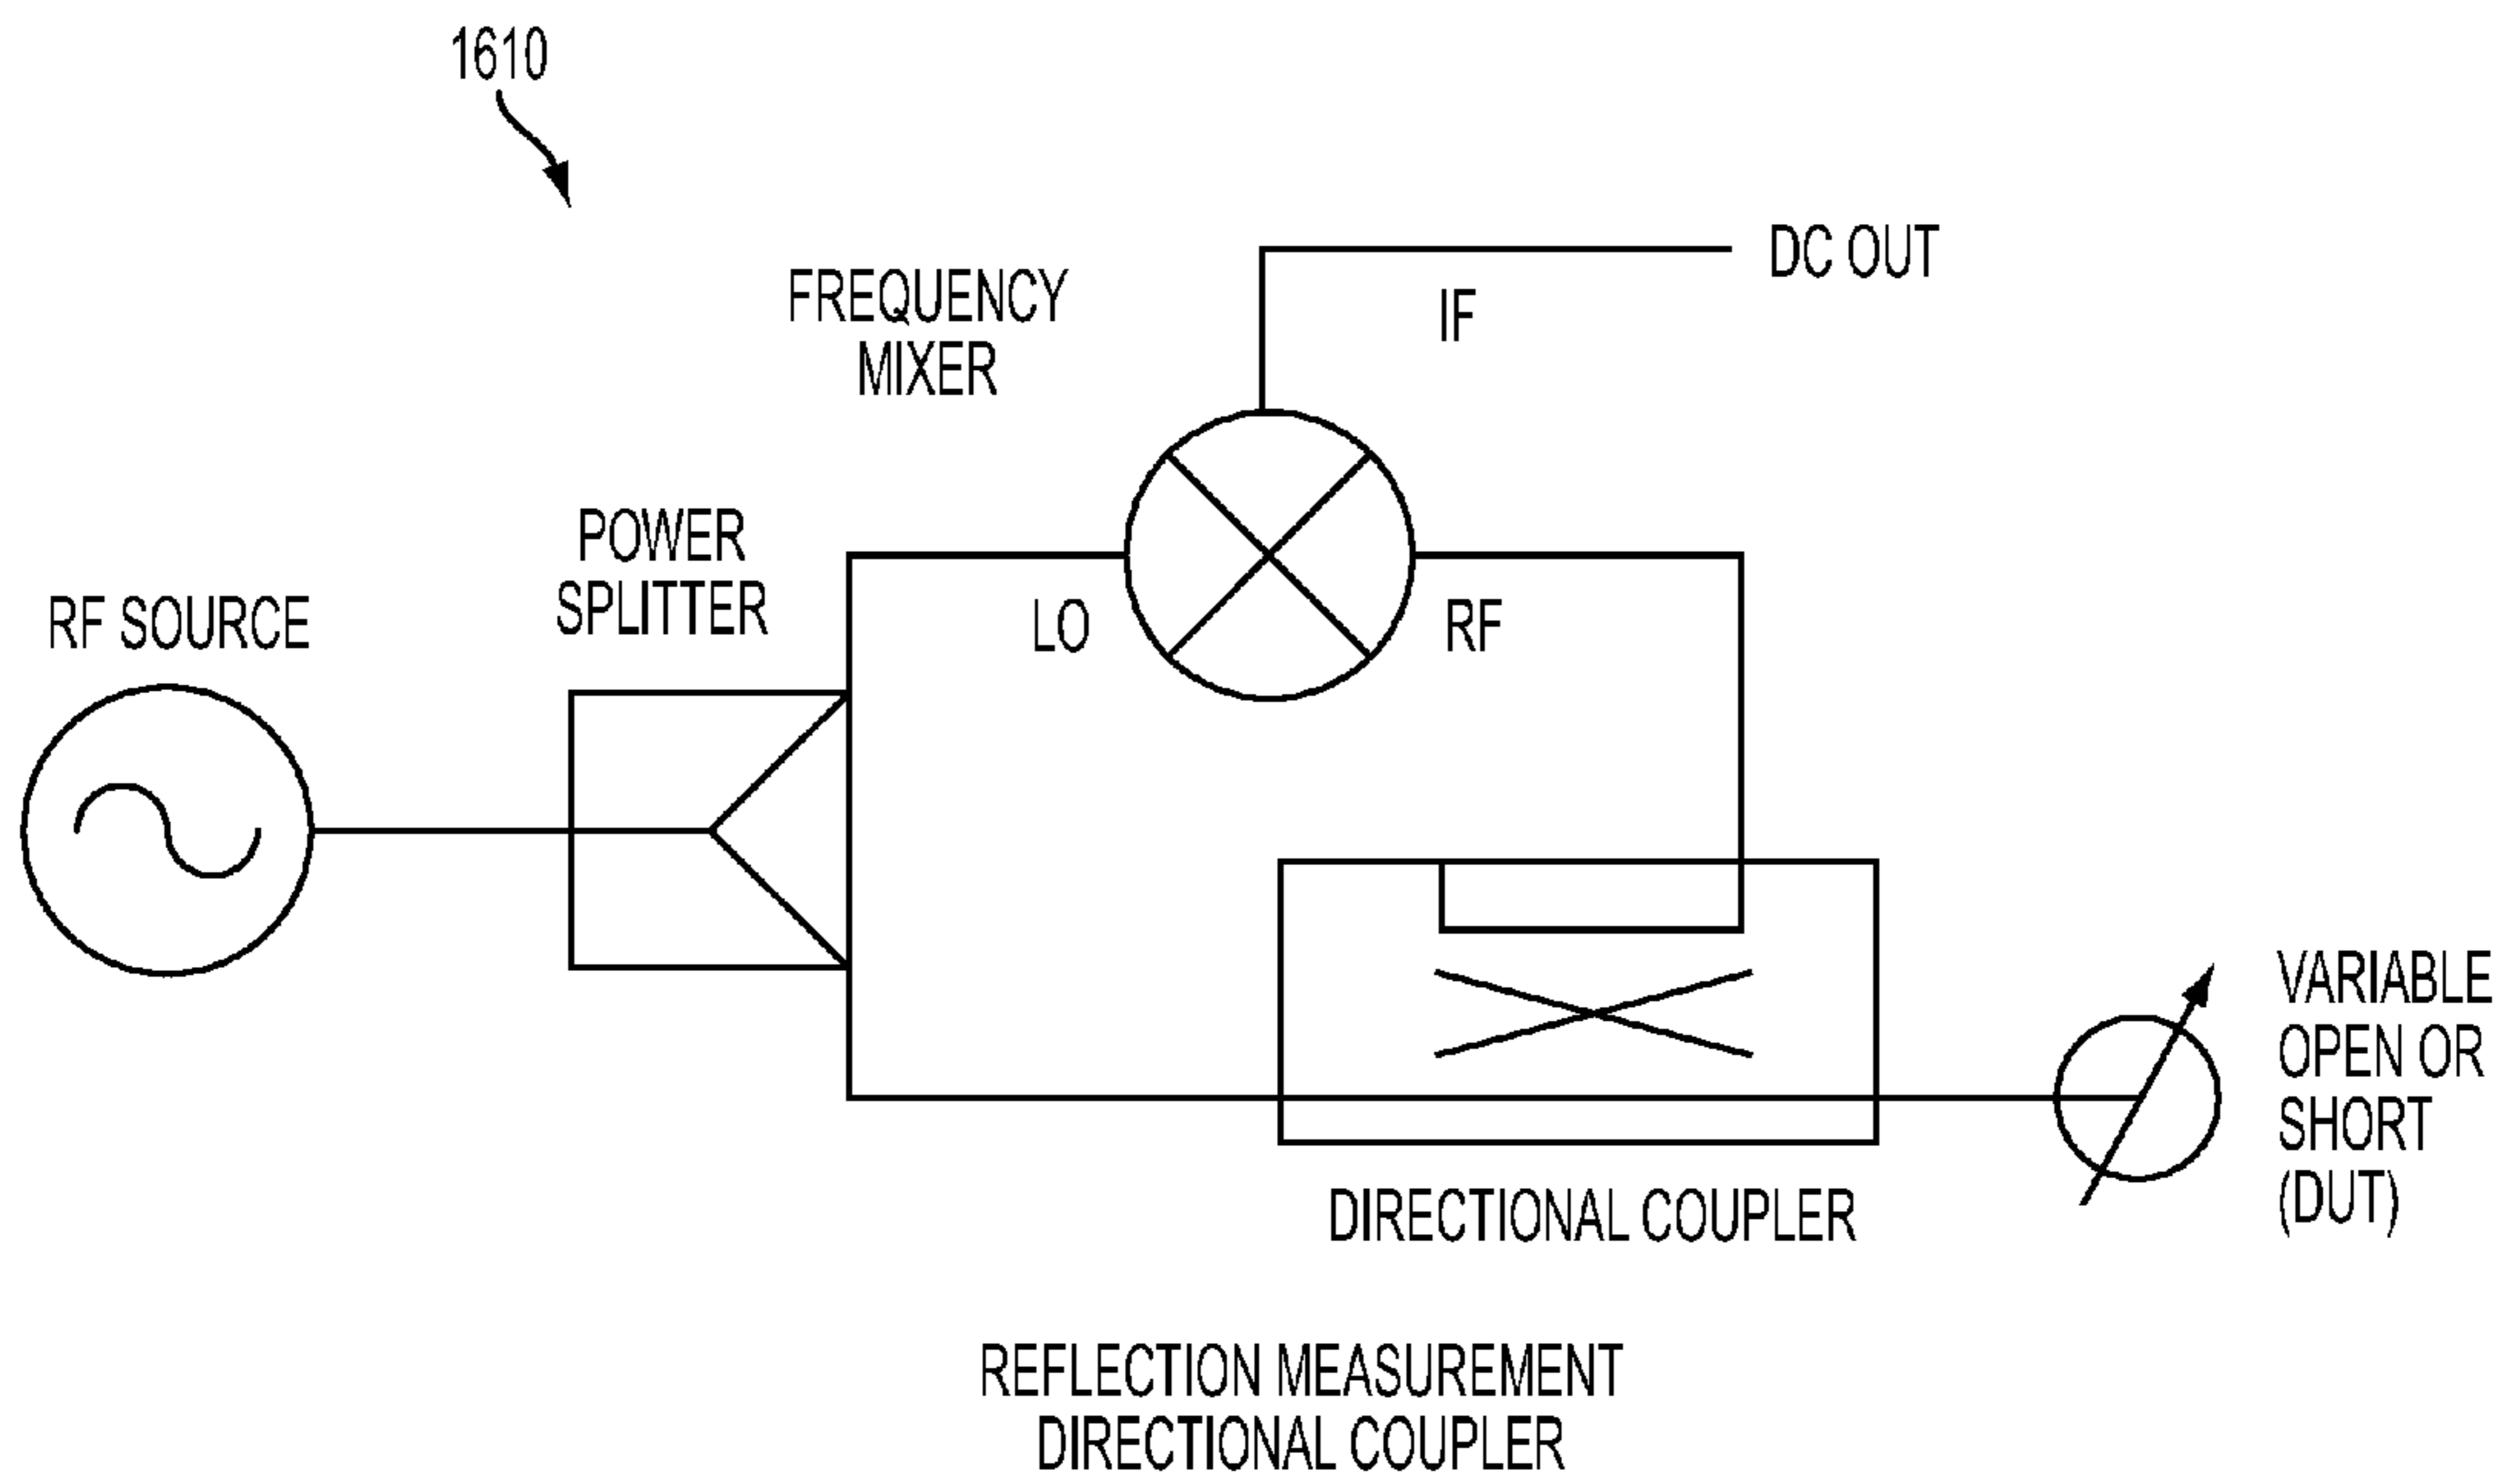 1610
DC OUT
FREQUENCY
MIXER
IF
POWER
SPLITTER
RF SOURCE
LO
RF
VARIABLE
OPEN OR
SHORT
(DUT)
DIRECTIONAL COUPLER
REFLECTION MEASUREMENT
DIRECTIONAL COUPLER